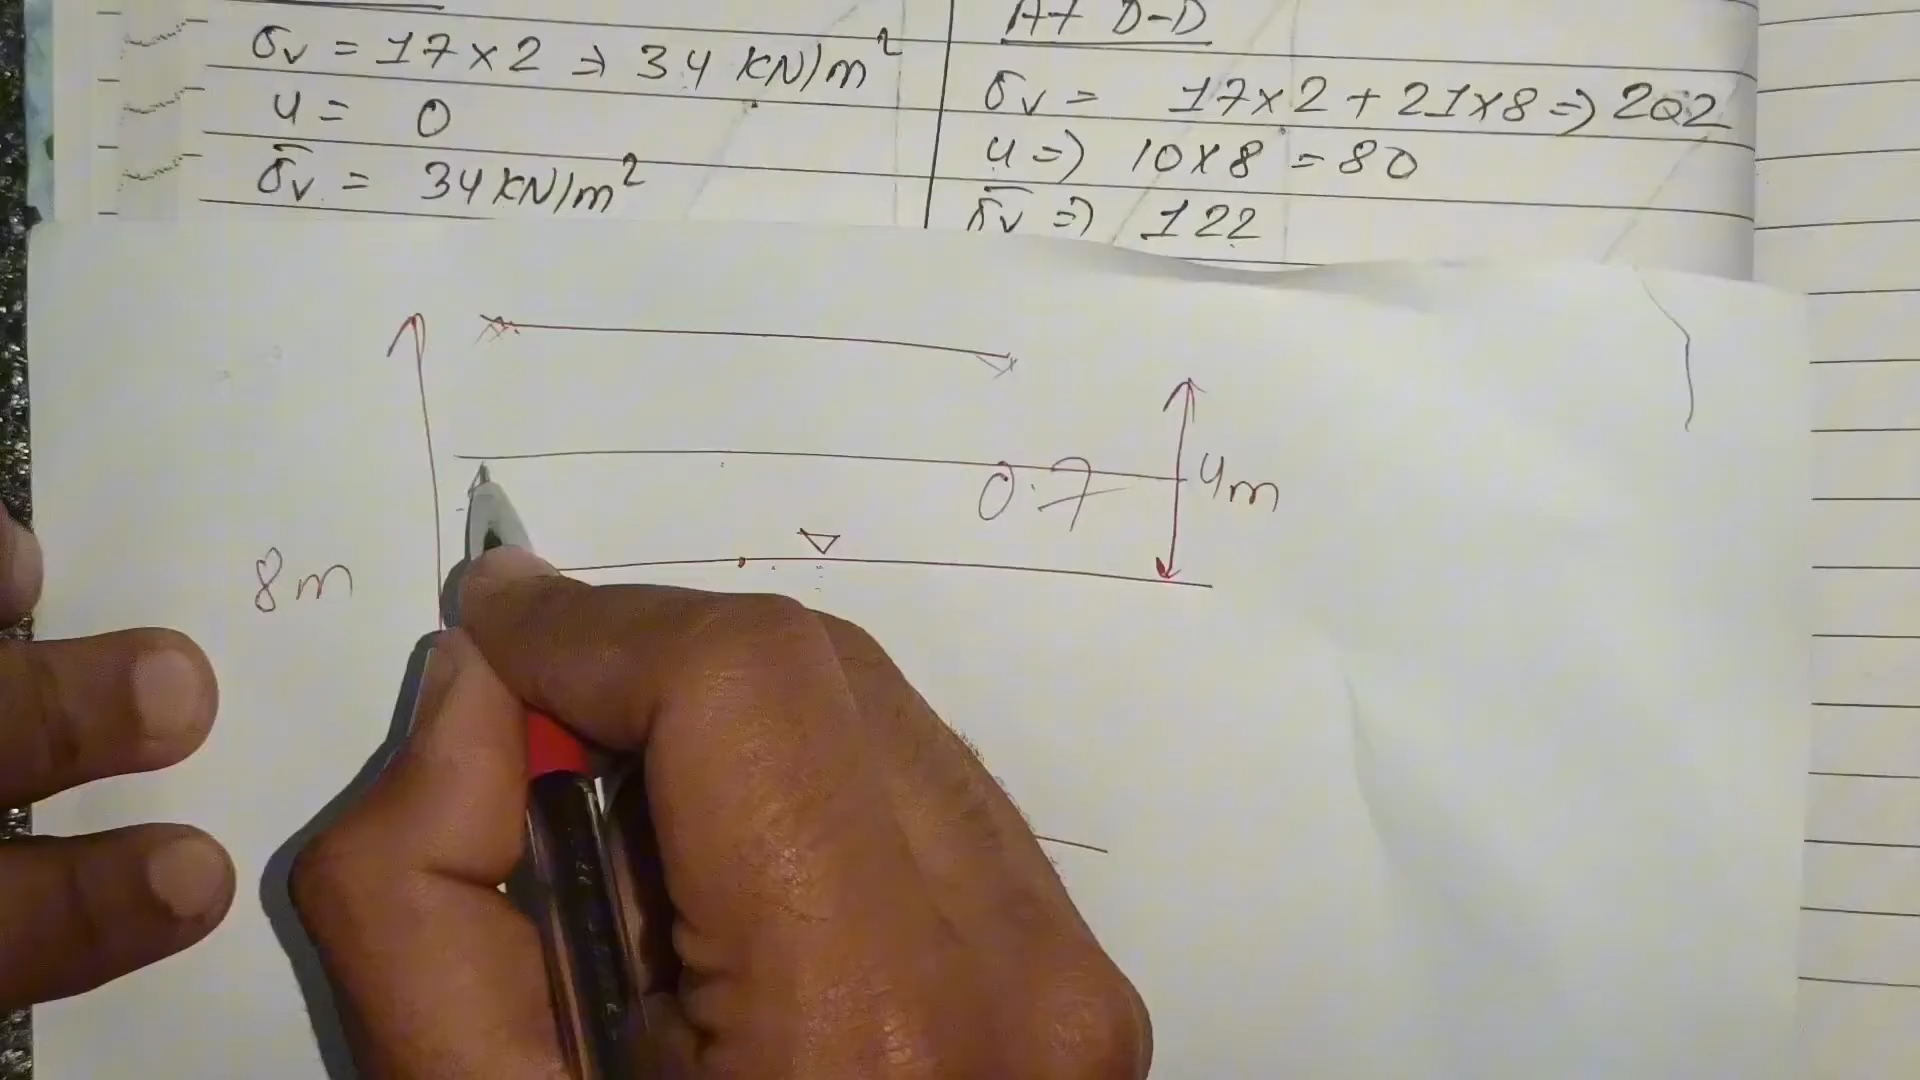 σv = 17×2 ⇒ 34 KN/m²
u = 0
σ̄v = 34 KN/m²
At D-D
σv = 17×2 + 21×8 ⇒ 202
u ⇒ 10×8 = 80
σ̄v ⇒ 122
0.7
4m
8m